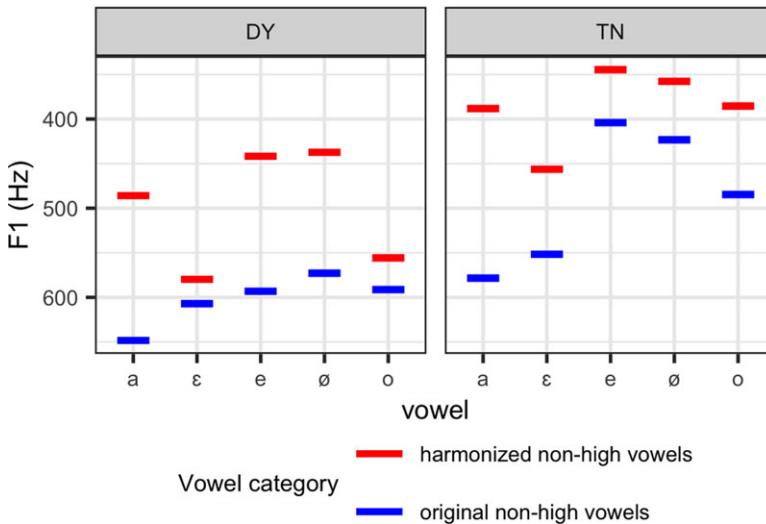 DY TN
400
500
600
F1 (Hz)
a ɛ e ø o a ɛ e ø o
vowel
Vowel category
harmonized non-high vowels
original non-high vowels